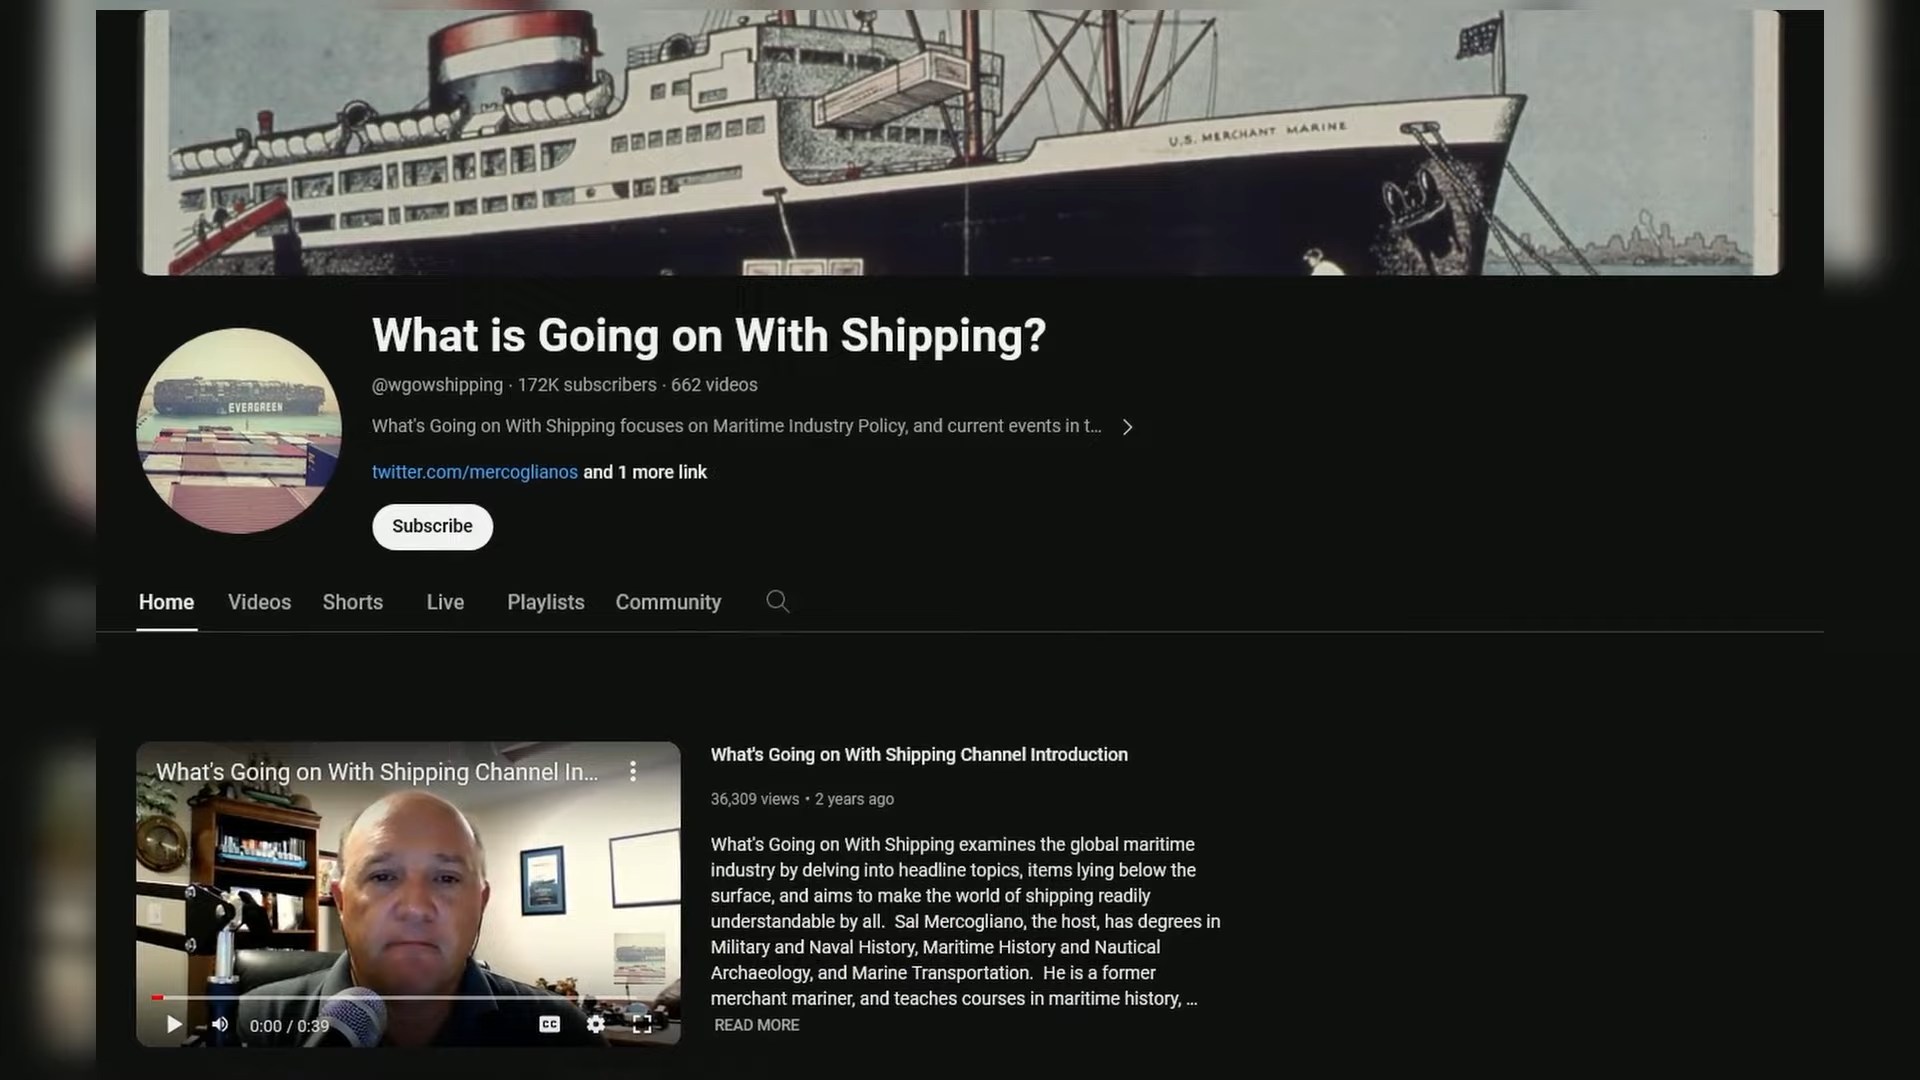 U.S. MERCHANT MARINE
What is Going on With Shipping?
@wgowshipping · 172K subscribers · 662 videos
What's Going on With Shipping focuses on Maritime Industry Policy, and current events in t...
twitter.com/mercoglianos and 1 more link
EVERGREEN
Subscribe
Home Videos Shorts Live Playlists Community
What's Going on With Shipping Channel In...
What's Going on With Shipping Channel Introduction
36,309 views • 2 years ago
What's Going on With Shipping examines the global maritime
industry by delving into headline topics, items lying below the
surface, and aims to make the world of shipping readily
understandable by all. Sal Mercogliano, the host, has degrees in
Military and Naval History, Maritime History and Nautical
Archaeology, and Marine Transportation. He is a former
merchant mariner, and teaches courses in maritime history, ...
READ MORE
0:00 / 0:39
CC